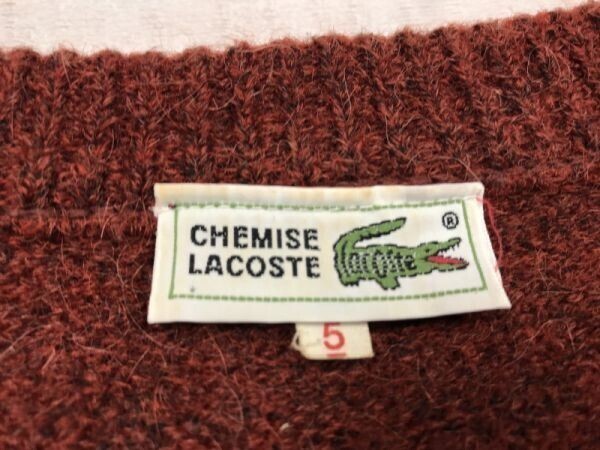 CHEMISE
LACOSTE
Lacoste
®
5